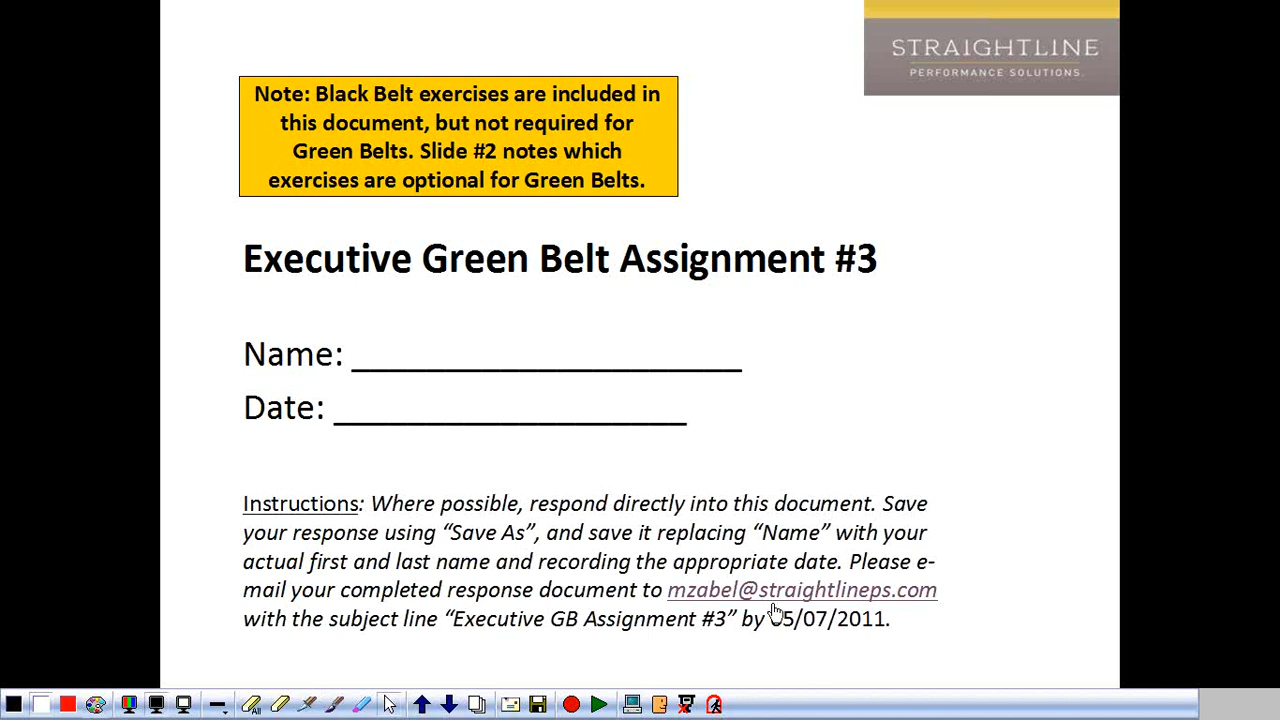 STRAIGHTLINE
PERFORMANCE SOLUTIONS.
Note: Black Belt exercises are included in
this document, but not required for
Green Belts. Slide #2 notes which
exercises are optional for Green Belts.
Executive Green Belt Assignment #3
Name: ____________________
Date: ____________________
Instructions: Where possible, respond directly into this document. Save
your response using “Save As”, and save it replacing “Name” with your
actual first and last name and recording the appropriate date. Please e-
mail your completed response document to mzabel@straightlineps.com
with the subject line “Executive GB Assignment #3” by 05/07/2011.
All